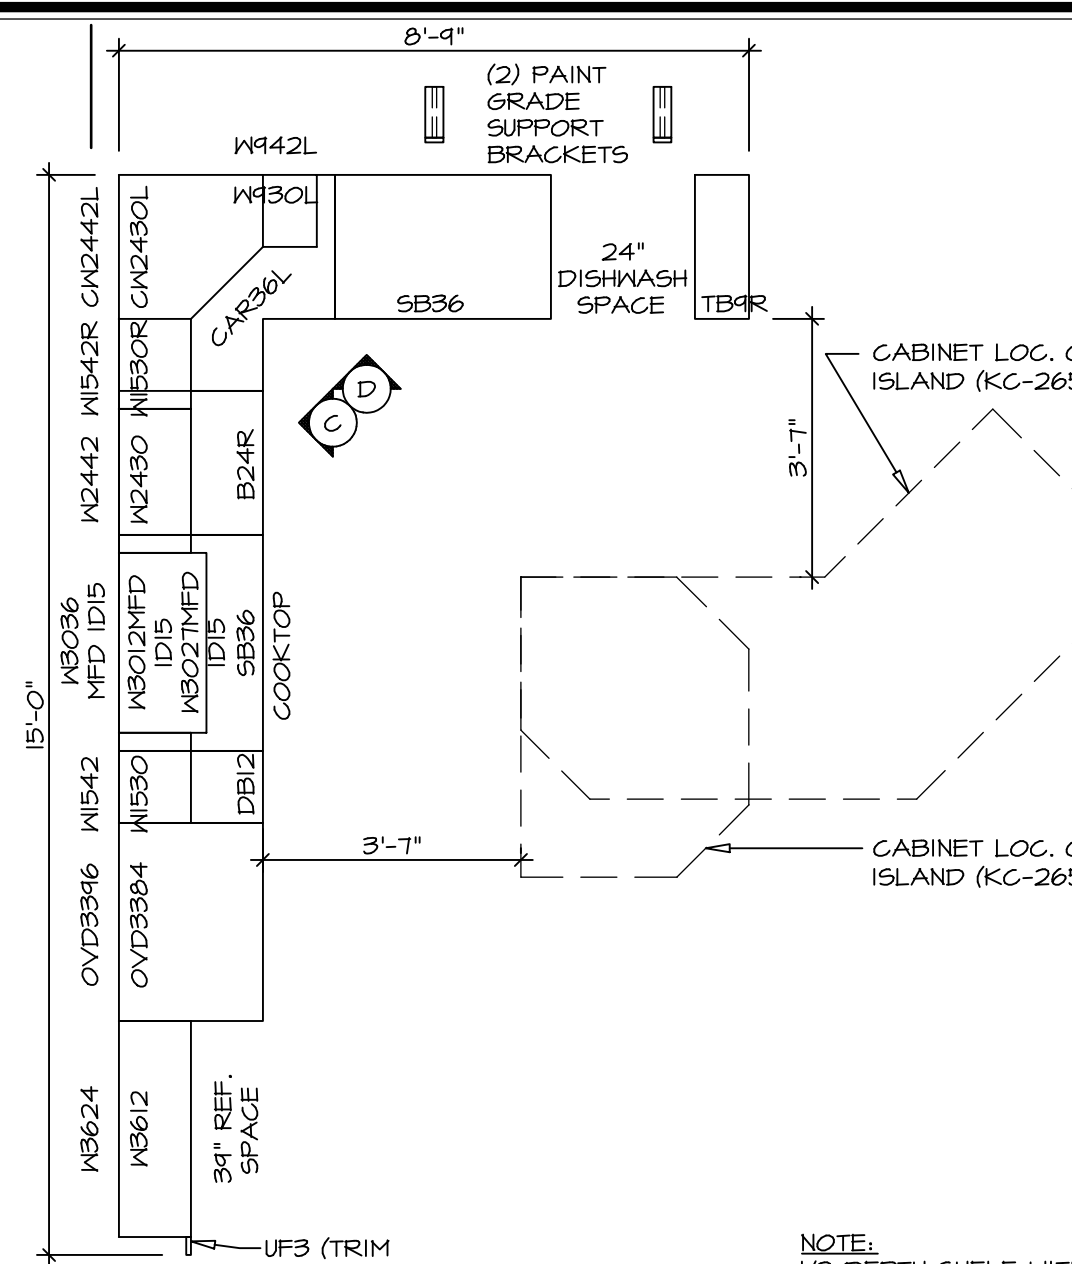 8'-9"
(2) PAINT
GRADE
SUPPORT
BRACKETS
W942L
W930L
CW2442L
CW2430L
CAR36L
SB36
24"
DISHWASH
SPACE
TB9R
W1542R
W1530R
CABINET LOC. 
ISLAND (KC-265
D
C
3'-7"
W2442
W2430
B24R
W3036
MFD ID15
W3012MFD
ID15
W3027MFD
ID15
SB36
COOKTOP
15'-0"
W1542
W1530
DB12
3'-7"
CABINET LOC. 
ISLAND (KC-265
OVD3396
OVD3384
W3624
W3612
39" REF.
SPACE
UF3 (TRIM
NOTE: